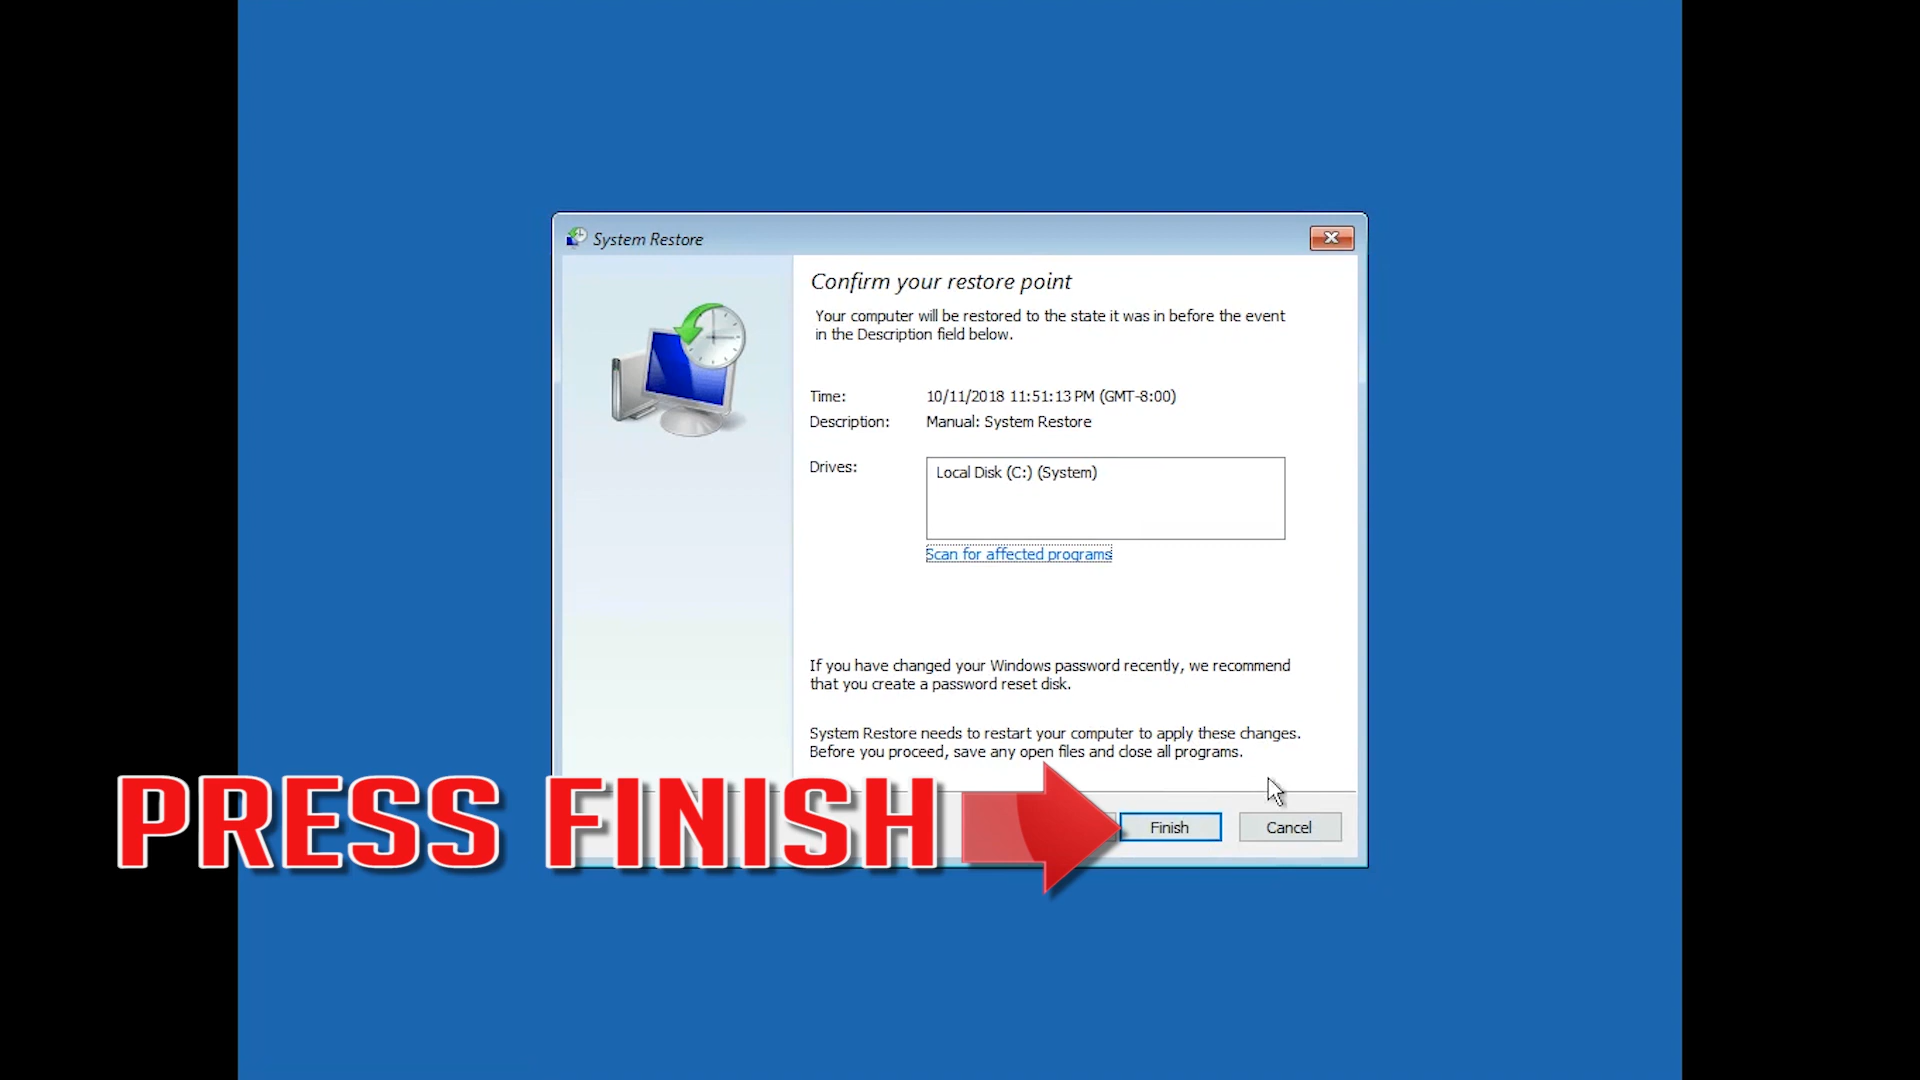 System Restore
Confirm your restore point
Your computer will be restored to the state it was in before the event
in the Description field below.
Time: 10/11/2018 11:51:13 PM (GMT-8:00)
Description: Manual: System Restore
Drives: Local Disk (C:) (System)
Scan for affected programs
If you have changed your Windows password recently, we recommend
that you create a password reset disk.
System Restore needs to restart your computer to apply these changes.
Before you proceed, save any open files and close all programs.
PRESS FINISH
Finish
Cancel